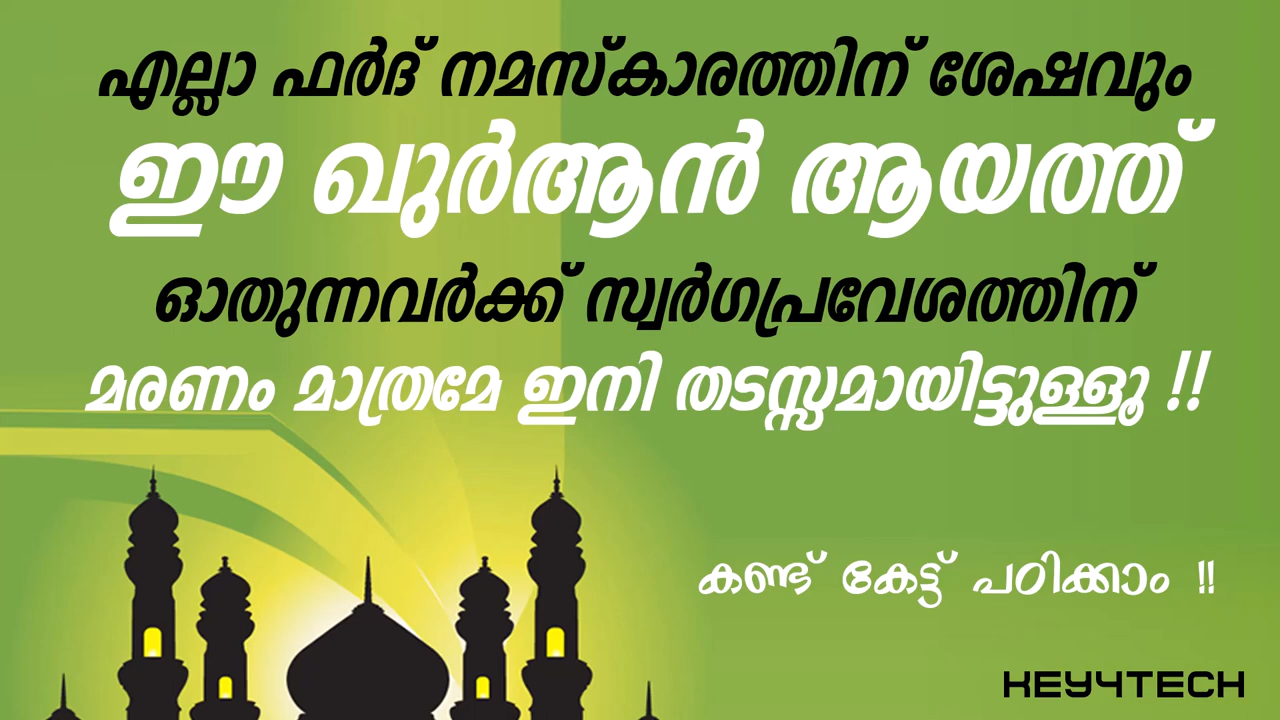 എല്ലാ ഫർദ് നമസ്കാരത്തിന് ശേഷവും
ഈ ഖുർആൻ ആയത്ത്
ഓതുന്നവർക്ക് സ്വർഗപ്രവേശത്തിന്
മരണം മാത്രമേ ഇനി തടസ്സമായിട്ടുള്ളൂ !!
കണ്ട് കേട്ട് പഠിക്കാം !!
KEY4TECH